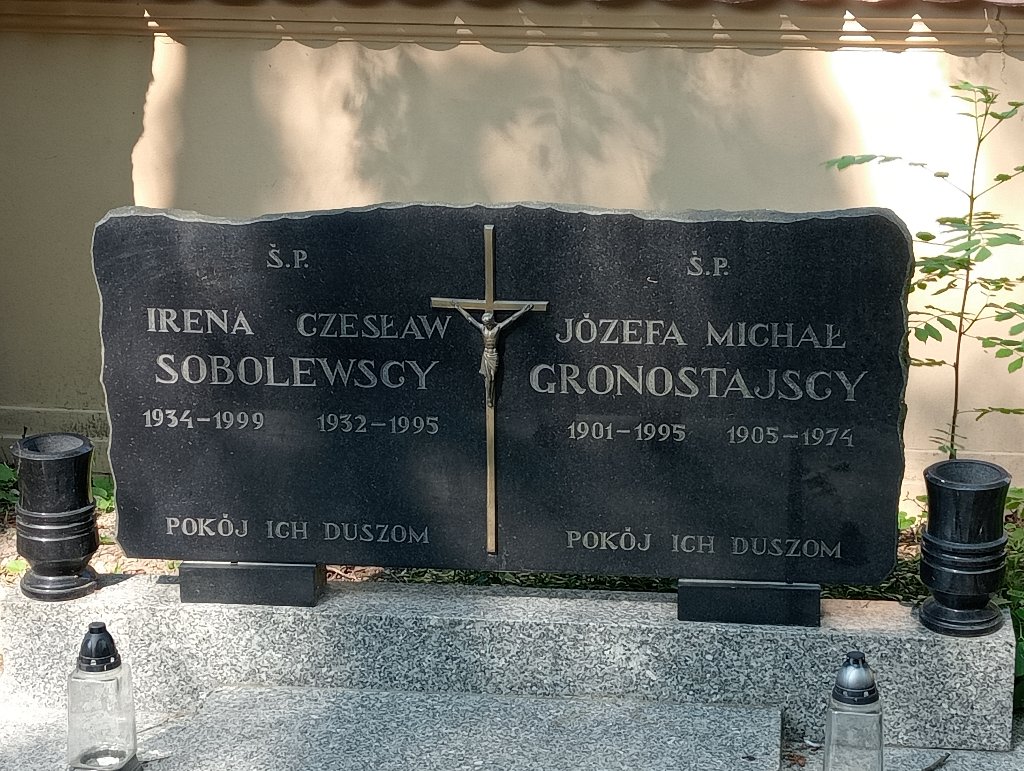 Ś.P.
IRENA CZESŁAW
SOBOLEWSCY
1934-1999 1932-1995
POKÓJ ICH DUSZOM
Ś.P.
JÓZEFA MICHAŁ
GRONOSTAJSCY
1901-1995 1905-1974
POKÓJ ICH DUSZOM